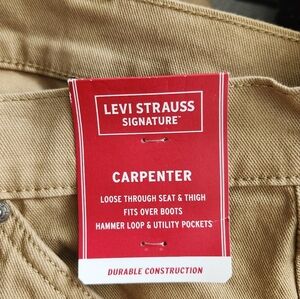 LEVI STRAUSS
SIGNATURE™
CARPENTER
LOOSE THROUGH SEAT & THIGH
FITS OVER BOOTS
HAMMER LOOP & UTILITY POCKETS
DURABLE CONSTRUCTION